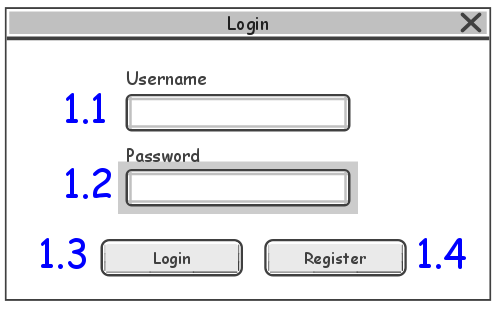 Login
Username
1.1
Password
1.2
1.3 Login Register 1.4